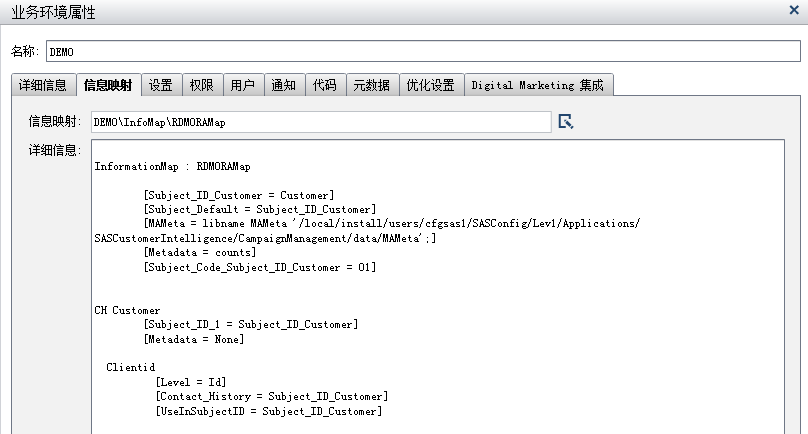 业务环境属性
名称: DEMO
详细信息 信息映射 设置 权限 用户 通知 代码 元数据 优化设置 Digital Marketing 集成
信息映射: DEMO\InfoMap\RDMORAMap
详细信息:
InformationMap : RDMORAMap
[Subject_ID_Customer = Customer]
[Subject_Default = Subject_ID_Customer]
[MAMeta = libname MAMeta '/local/install/users/cfgsas1/SASConfig/Lev1/Applications/
SASCustomerIntelligence/CampaignManagement/data/MAMeta';]
[Metadata = counts]
[Subject_Code_Subject_ID_Customer = 01]
CH Customer
[Subject_ID_1 = Subject_ID_Customer]
[Metadata = None]
Clientid
[Level = Id]
[Contact_History = Subject_ID_Customer]
[UseInSubjectID = Subject_ID_Customer]